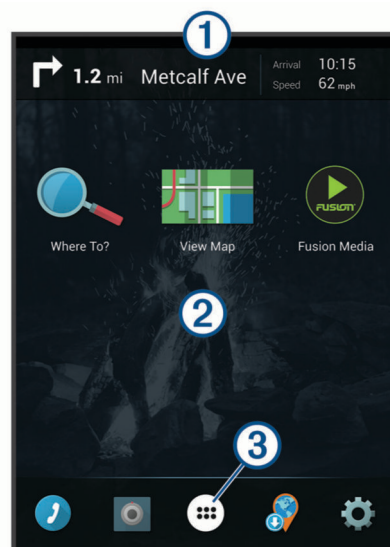 1
1.2 mi Metcalf Ave Arrival 10:15
Speed 62 mph
FUSION
Where To? View Map Fusion Media
2
3